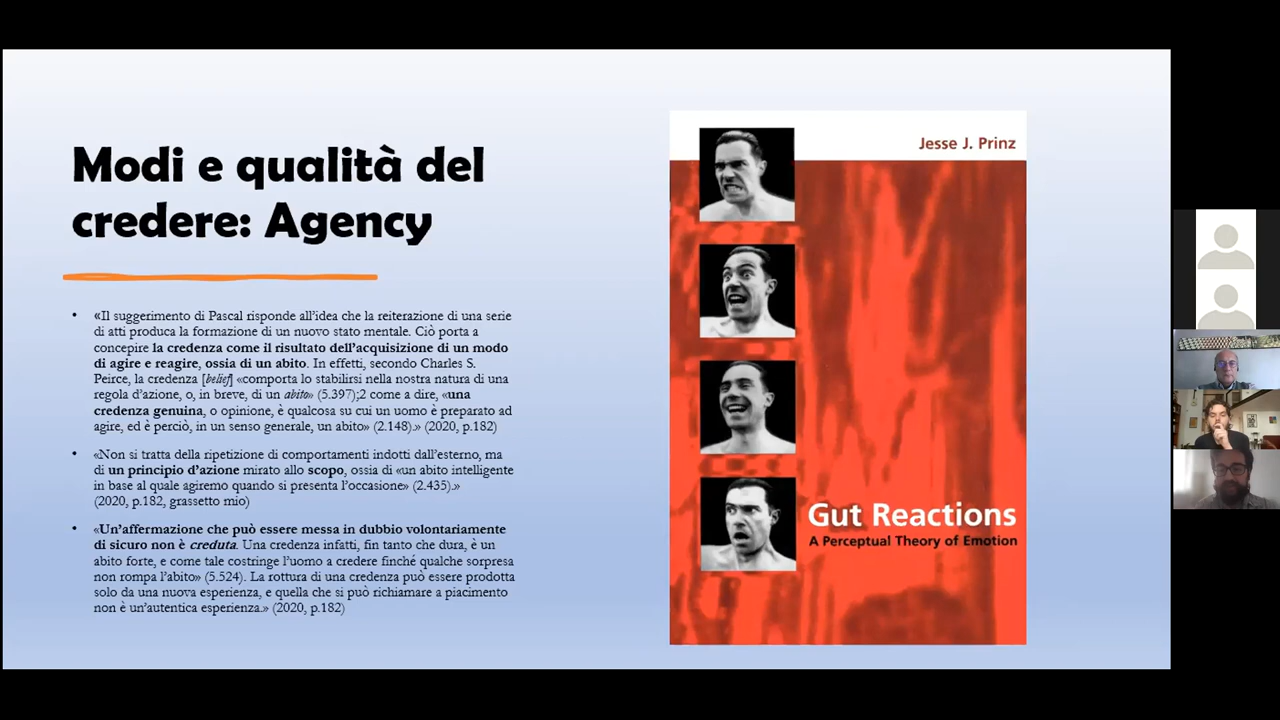 Modi e qualità del
credere: Agency
• «Il suggerimento di Pascal risponde all'idea che la reiterazione di una serie
di atti produca la formazione di un nuovo stato mentale. Ciò porta a
concepire la credenza come il risultato dell'acquisizione di un modo
di agire e reagire, ossia di un abito. In effetti, secondo Charles S.
Peirce, la credenza [belief] «comporta lo stabilirsi nella nostra natura di una
regola d'azione, o, in breve, di un abito» (5.397);2 come a dire, «una
credenza genuina, o opinione, è qualcosa su cui un uomo è preparato ad
agire, ed è perciò, in un senso generale, un abito» (2.148).» (2020, p.182)
• «Non si tratta della ripetizione di comportamenti indotti dall'esterno, ma
di un principio d'azione mirato allo scopo, ossia di «un abito intelligente
in base al quale agiremo quando si presenta l'occasione» (2.435).»
(2020, p.182, grassetto mio)
• «Un'affermazione che può essere messa in dubbio volontariamente
di sicuro non è creduta. Una credenza infatti, fin tanto che dura, è un
abito forte, e come tale costringe l'uomo a credere finché qualche sorpresa
non rompa l'abito» (5.524). La rottura di una credenza può essere prodotta
solo da una nuova esperienza, e quella che si può richiamare a piacimento
non è un'autentica esperienza.» (2020, p.182)
Jesse J. Prinz
Gut Reactions
A Perceptual Theory of Emotion